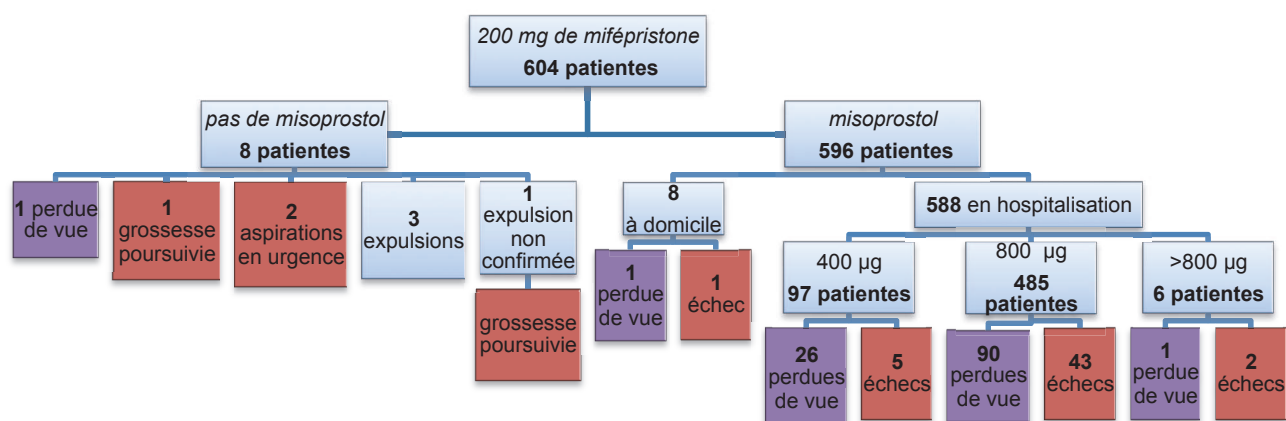 200 mg de mifépristone
604 patientes
pas de misoprostol
8 patientes
misoprostol
596 patientes
1 perdue
de vue
1
grossesse
poursuivie
2
aspirations
en urgence
3
expulsions
1
expulsion
non
confirmée
grossesse
poursuivie
8
à domicile
588 en hospitalisation
1
perdue
de vue
1
échec
400 µg
97 patientes
800 µg
485
patientes
>800 µg
6 patientes
26
perdues
de vue
5
échecs
90
perdues
de vue
43
échecs
1
perdue
de vue
2
échecs